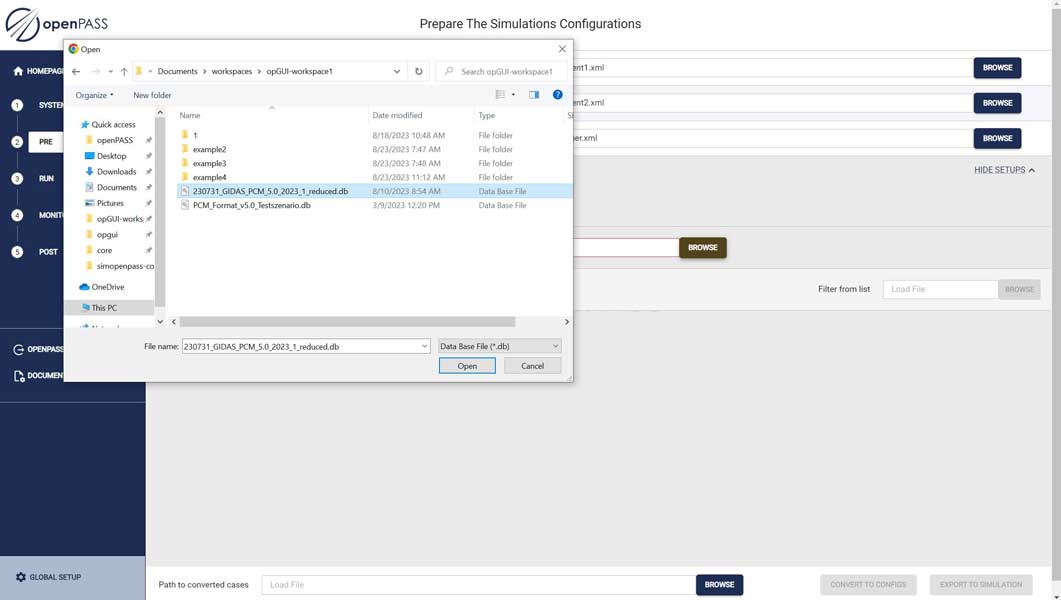 openPASS
Prepare The Simulations Configurations
Open
Documents > workspaces > opGUI-workspace1
Search opGUI-workspace1
Organize
New folder
Name
Date modified
Type
Quick access
openPASS
Desktop
Downloads
Documents
Pictures
opGUI-works
opgui
core
simopenpass-co
OneDrive
This PC
1 8/18/2023 10:48 AM File folder
example2 8/23/2023 7:47 AM File folder
example3 8/23/2023 7:48 AM File folder
example4 8/23/2023 11:12 AM File folder
230731_GIDAS_PCM_5.0_2023_1_reduced.db 8/10/2023 8:54 AM Data Base File
PCM_Format_v5.0_Testszenario.db 3/9/2023 12:20 PM Data Base File
File name: 230731_GIDAS_PCM_5.0_2023_1_reduced.db
Data Base File (*.db)
Open
Cancel
HOMEPAG
1 SYSTEM
2 PRE
3 RUN
4 MONIT
5 POST
OPENPASS
DOCUMEN
GLOBAL SETUP
ent1.xml BROWSE
ent2.xml BROWSE
er.xml BROWSE
HIDE SETUPS
BROWSE
Filter from list Load File BROWSE
Path to converted cases Load File BROWSE
CONVERT TO CONFIGS
EXPORT TO SIMULATION